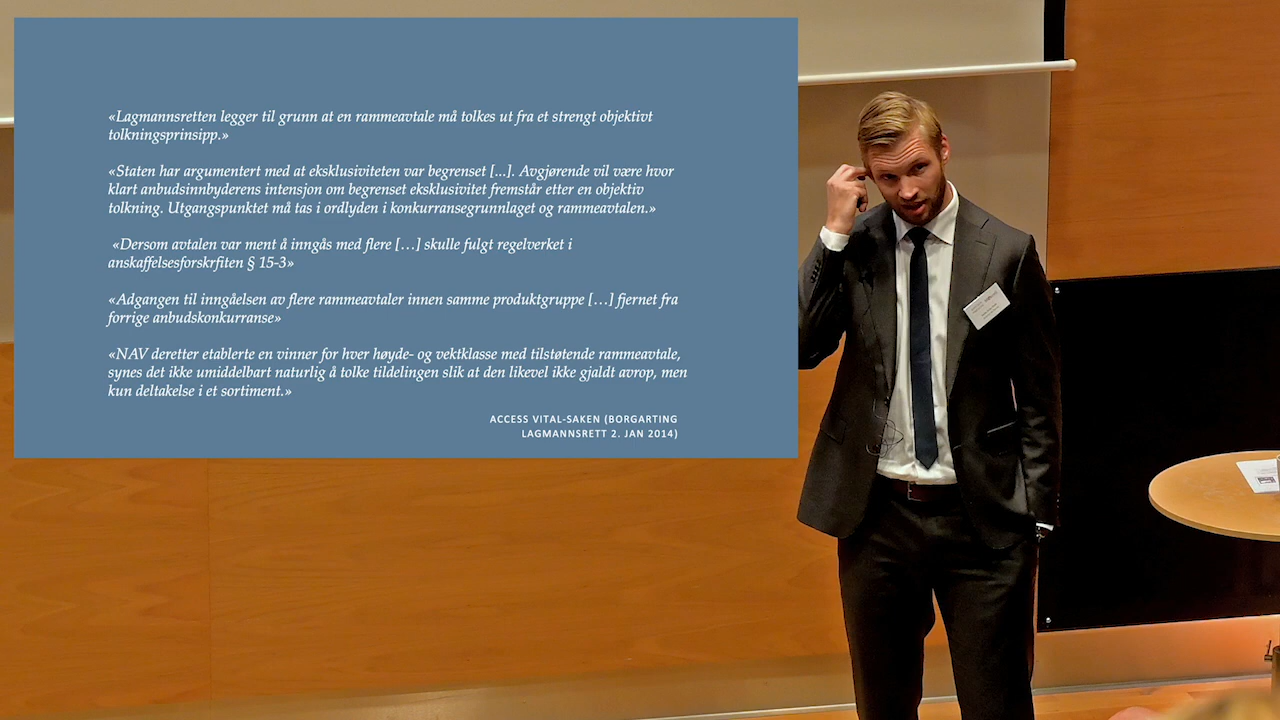 «Lagmannsretten legger til grunn at en rammeavtale må tolkes ut fra et strengt objektivt
tolkningsprinsipp.»
«Staten har argumentert med at eksklusiviteten var begrenset [...]. Avgjørende vil være hvor
klart anbudsinnbyderens intensjon om begrenset eksklusivitet fremstår etter en objektiv
tolkning. Utgangspunktet må tas i ordlyden i konkurransegrunnlaget og rammeavtalen.»
«Dersom avtalen var ment å inngås med flere […] skulle fulgt regelverket i
anskaffelsesforskrfiten § 15-3»
«Adgangen til inngåelsen av flere rammeavtaler innen samme produktgruppe […] fjernet fra
forrige anbudskonkurranse»
«NAV deretter etablerte en vinner for hver høyde- og vektklasse med tilstøtende rammeavtale,
synes det ikke umiddelbart naturlig å tolke tildelingen slik at den likevel ikke gjaldt avrop, men
kun deltakelse i et sortiment.»
ACCESS VITAL-SAKEN (BORGARTING
LAGMANNSRETT 2. JAN 2014)